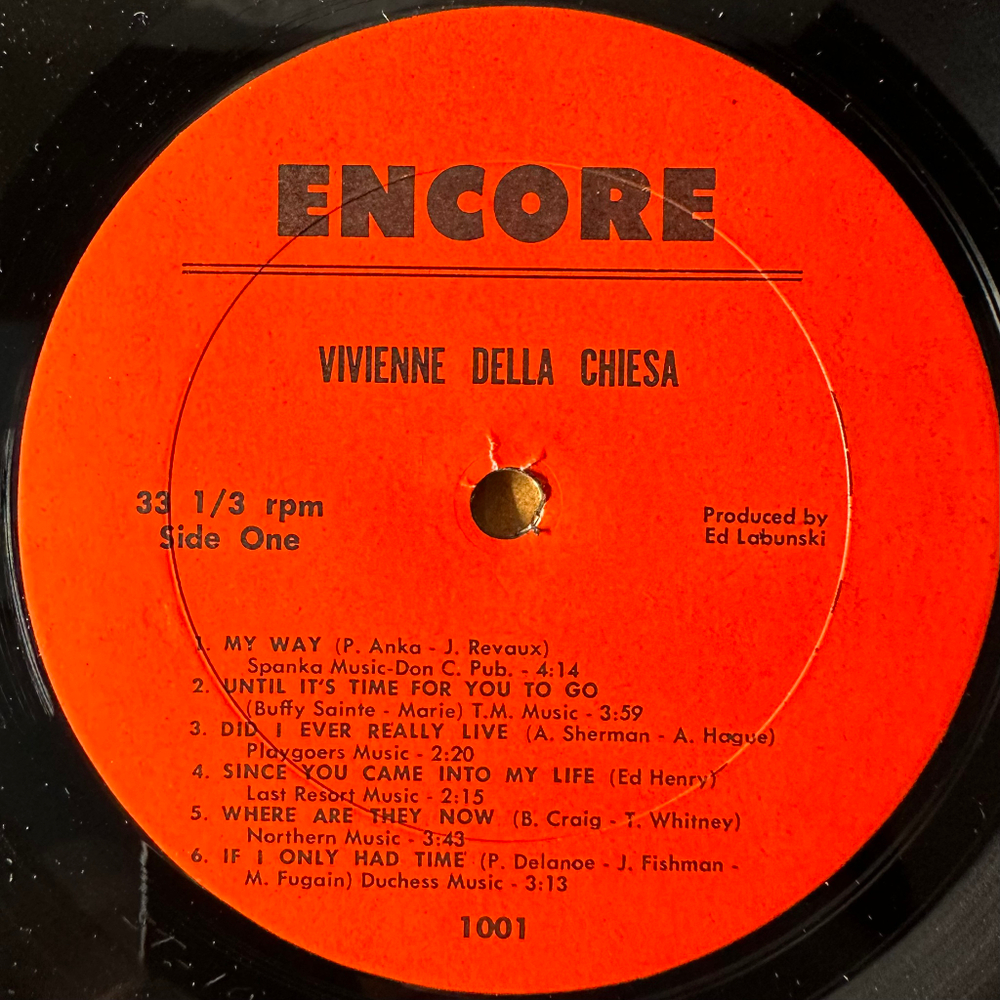 ENCORE
VIVIENNE DELLA CHIESA
33 1/3 rpm
Side One
Produced by
Ed Labunski
1. MY WAY (P. Anka - J. Revaux)
Spanka Music-Don C. Pub. - 4:14
2. UNTIL IT'S TIME FOR YOU TO GO
(Buffy Sainte - Marie) T.M. Music - 3:59
3. DID I EVER REALLY LIVE (A. Sherman - A. Hague)
Playgoers Music - 2:20
4. SINCE YOU CAME INTO MY LIFE (Ed Henry)
Last Resort Music - 2:15
5. WHERE ARE THEY NOW (B. Craig - T. Whitney)
Northern Music - 3:43
6. IF I ONLY HAD TIME (P. Delanoe - J. Fishman -
M. Fugain) Duchess Music - 3:13
1001